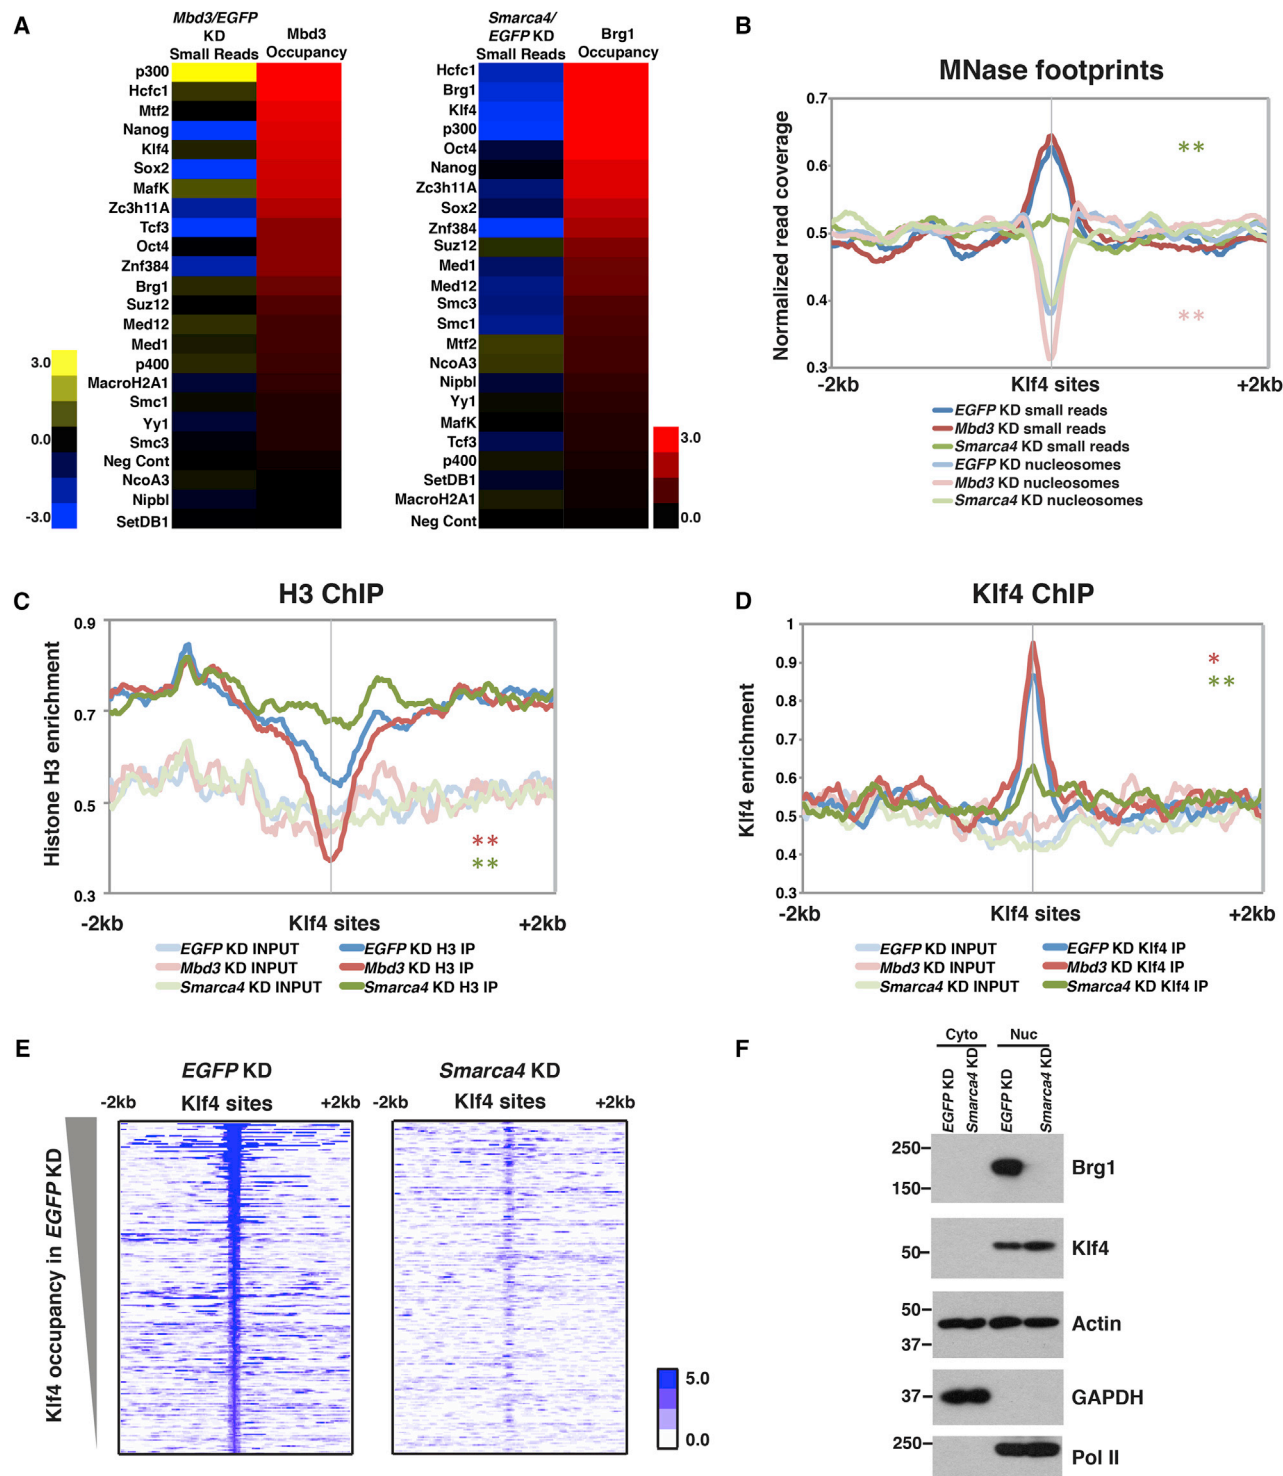 A
Mbd3/EGFP
KD
Small Reads
Mbd3
Occupancy
p300
Hcfc1
Mtf2
Nanog
Klf4
Sox2
MafK
Zc3h11A
Tcf3
Oct4
Znf384
Brg1
Suz12
Med12
Med1
p400
MacroH2A1
Smc1
Yy1
Smc3
Neg Cont
NcoA3
Nipbl
SetDB1
3.0
0.0
-3.0
Smarca4/
EGFP KD
Small Reads
Brg1
Occupancy
Hcfc1
Brg1
Klf4
p300
Oct4
Nanog
Zc3h11A
Sox2
Znf384
Suz12
Med1
Med12
Smc3
Smc1
Mtf2
NcoA3
Nipbl
Yy1
MafK
Tcf3
p400
SetDB1
MacroH2A1
Neg Cont
3.0
0.0
B
MNase footprints
Normalized read coverage
0.7
0.6
0.5
0.4
0.3
**
**
-2kb
Klf4 sites
+2kb
EGFP KD small reads
Mbd3 KD small reads
Smarca4 KD small reads
EGFP KD nucleosomes
Mbd3 KD nucleosomes
Smarca4 KD nucleosomes
C
H3 ChIP
Histone H3 enrichment
0.9
0.7
0.5
0.3
**
**
-2kb
Klf4 sites
+2kb
EGFP KD INPUT
Mbd3 KD INPUT
Smarca4 KD INPUT
EGFP KD H3 IP
Mbd3 KD H3 IP
Smarca4 KD H3 IP
D
Klf4 ChIP
Klf4 enrichment
1
0.9
0.8
0.7
0.6
0.5
0.4
0.3
*
**
-2kb
Klf4 sites
+2kb
EGFP KD INPUT
Mbd3 KD INPUT
Smarca4 KD INPUT
EGFP KD Klf4 IP
Mbd3 KD Klf4 IP
Smarca4 KD Klf4 IP
E
EGFP KD
-2kb
Klf4 sites
+2kb
Smarca4 KD
-2kb
Klf4 sites
+2kb
Klf4 occupancy in EGFP KD
5.0
0.0
F
Cyto
Nuc
EGFP KD
Smarca4 KD
EGFP KD
Smarca4 KD
250
150
Brg1
50
Klf4
50
37
Actin
37
GAPDH
250
Pol II